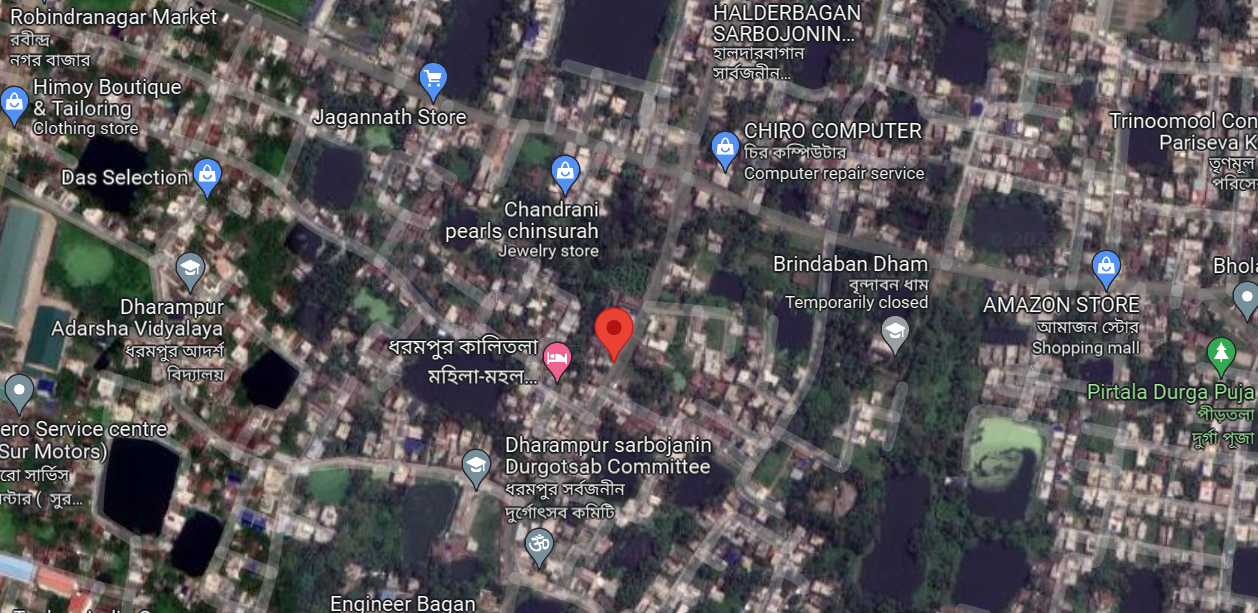 Robindranagar Market
রবীন্দ্র
নগর বাজার
Himoy Boutique
& Tailoring
Clothing store
Das Selection
Jagannath Store
HALDERBAGAN
SARBOJONIN...
হালদারবাগান
সার্বজনীন...
CHIRO COMPUTER
চির কম্পিউটার
Computer repair service
Trinoomool Con
Pariseva K
তৃণমূল
পরিসে
Chandrani
pearls chinsurah
Jewelry store
Dharampur
Adarsha Vidyalaya
ধরমপুর আদর্শ
বিদ্যালয়
Brindaban Dham
বৃন্দাবন ধাম
Temporarily closed
AMAZON STORE
আমাজন স্টোর
Shopping mall
Bhola
ধরমপুর কালিতলা
মহিলা-মহল...
Pirtala Durga Puja
পীড়তলা
দুর্গা পূজা
ero Service centre
Sur Motors)
রো সার্ভিস
ন্টার ( সুর...
Dharampur sarbojanin
Durgotsab Committee
ধরমপুর সর্বজনীন
দুর্গোৎসব কমিটি
Engineer Bagan